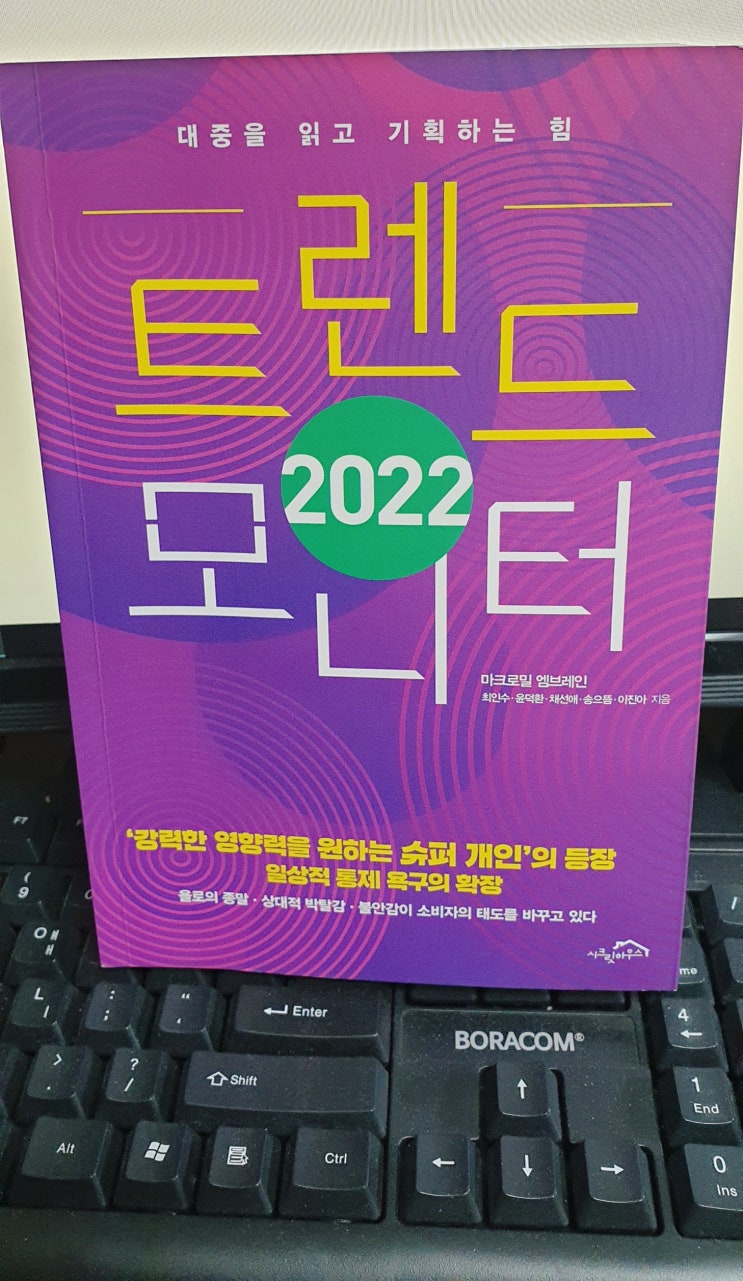 대중을 읽고 기획하는 힘
트렌드
2022
모니터
마크로밀 엠브레인
최인수·윤덕환·채선애·송으뜸·이진아 지음
'강력한 영향력을 원하는 슈퍼 개인'의 등장
일상적 통제 욕구의 확장
욜로의 종말·상대적 박탈감·불안감이 소비자의 태도를 바꾸고 있다
시크릿하우스
F7
( 9
ㅐ ㅔ
L ㅣ
: ;
" '
Enter
BORACOM®
me
4
> .
? /
Shift
1
End
Alt
Ctrl
0
Ins